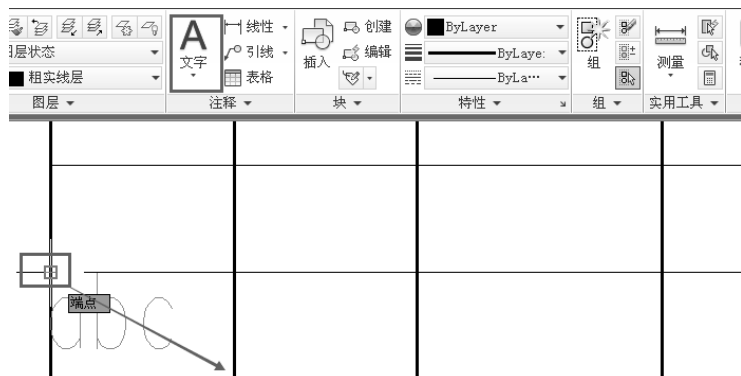 线性 创建 ByLayer
层状态 A 引线 编辑 ByLaye:
文字 插入 组 测量
粗实线层 表格 ByLa…
图层 注释 块 特性 组 实用工具
端点
abc